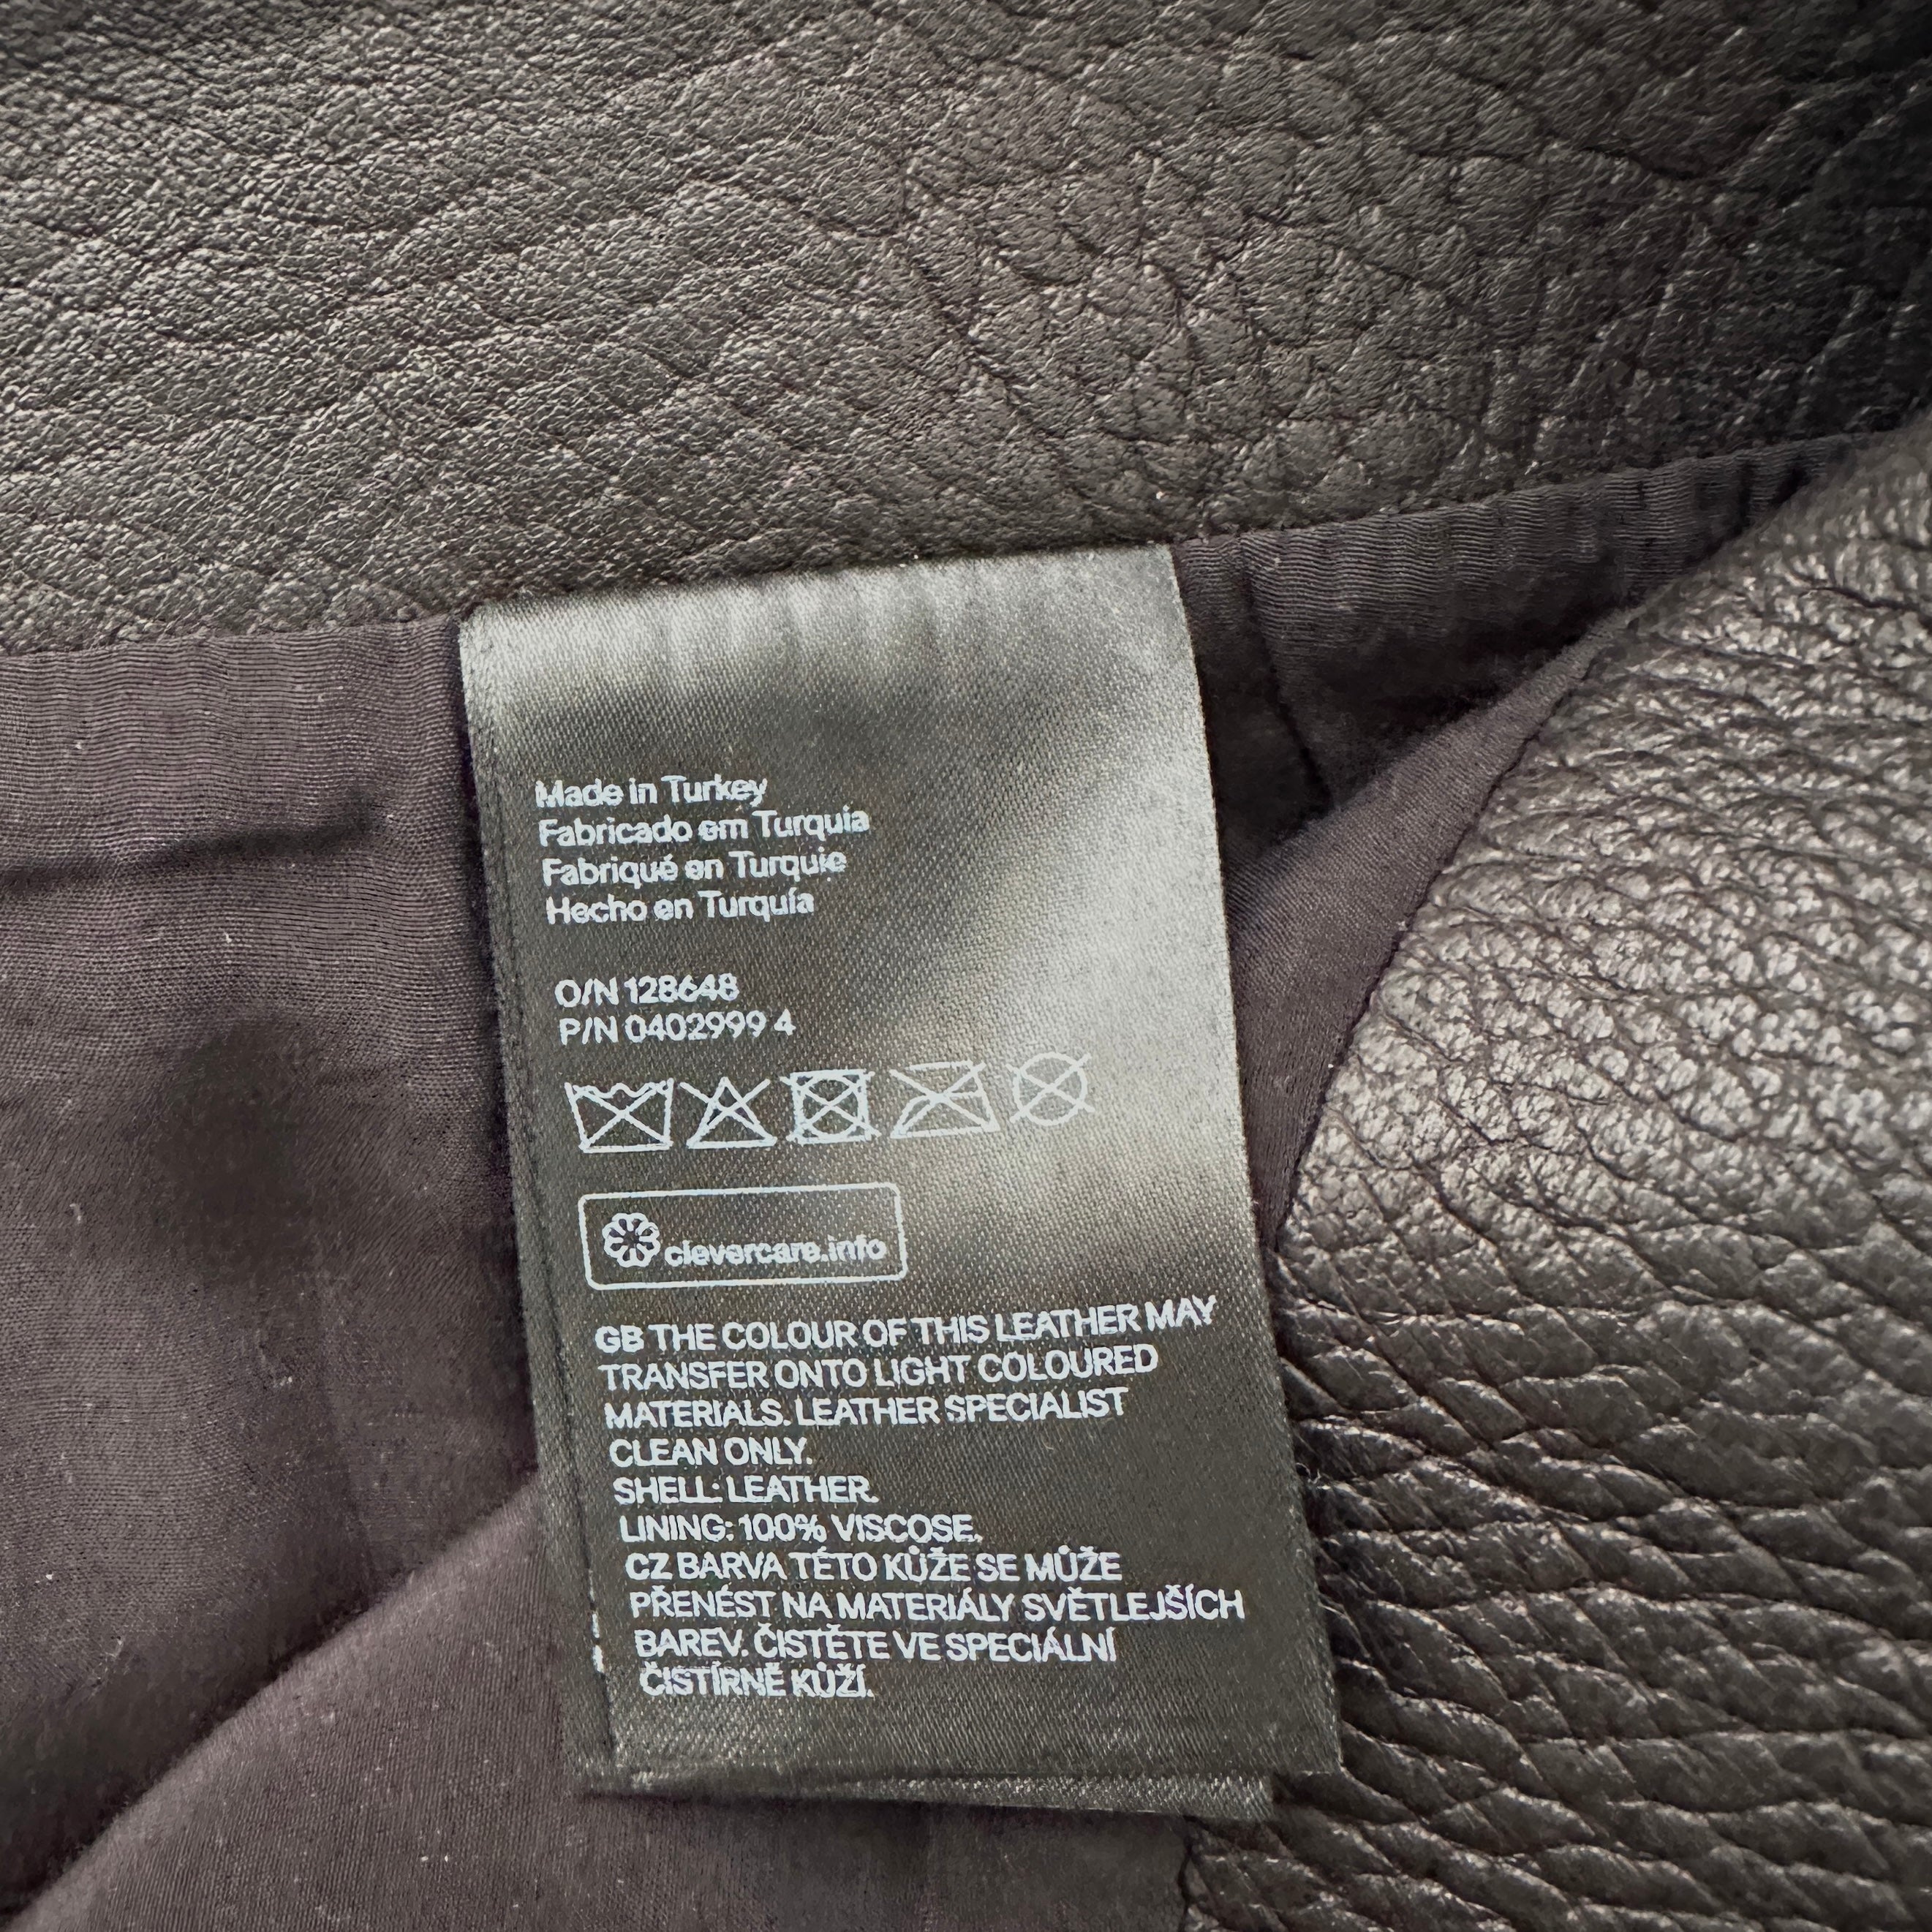 Made in Turkey
Fabricado em Turquia
Fabriqué en Turquie
Hecho en Turquía
O/N 128648
P/N 0402999 4
clevercare.info
GB THE COLOUR OF THIS LEATHER MAY
TRANSFER ONTO LIGHT COLOURED
MATERIALS. LEATHER SPECIALIST
CLEAN ONLY.
SHELL: LEATHER.
LINING: 100% VISCOSE.
CZ BARVA TÉTO KŮŽE SE MŮŽE
PŘENÉST NA MATERIÁLY SVĚTLEJŠÍCH
BAREV. ČISTĚTE VE SPECIÁLNÍ
ČISTÍRNĚ KŮŽÍ.